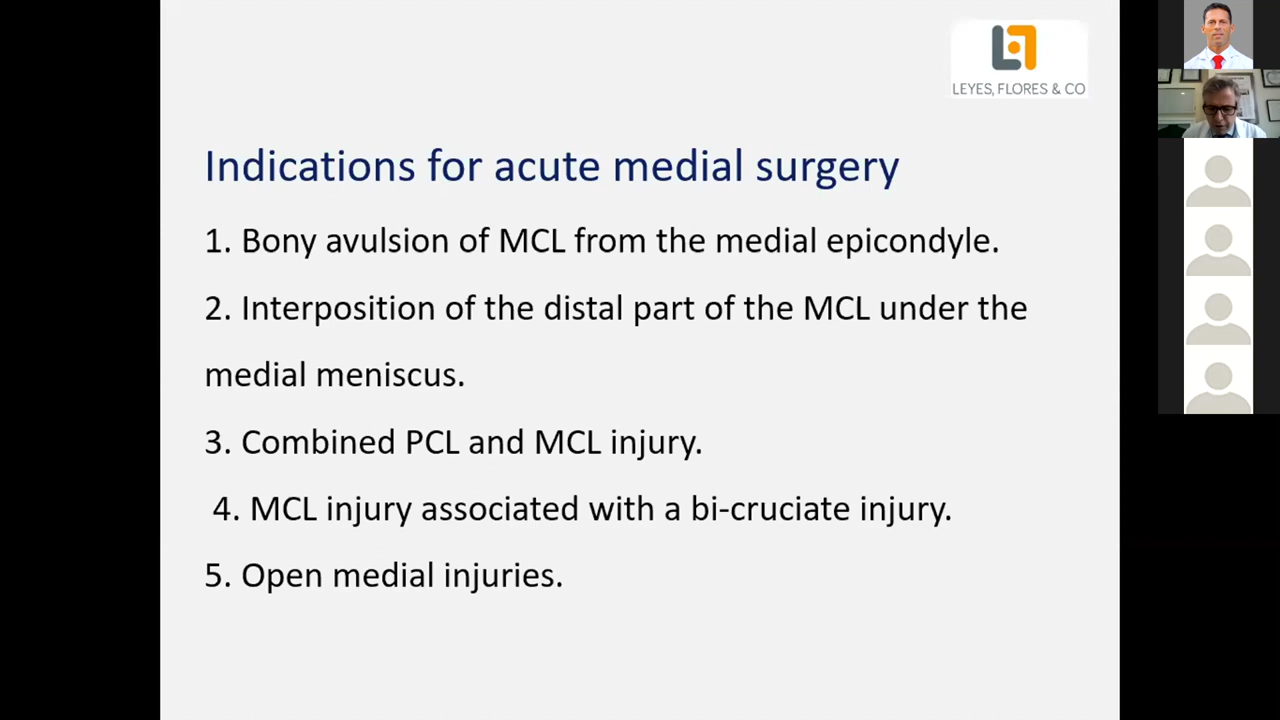 LEYES, FLORES & CO
Indications for acute medial surgery
1. Bony avulsion of MCL from the medial epicondyle.
2. Interposition of the distal part of the MCL under the
medial meniscus.
3. Combined PCL and MCL injury.
4. MCL injury associated with a bi-cruciate injury.
5. Open medial injuries.